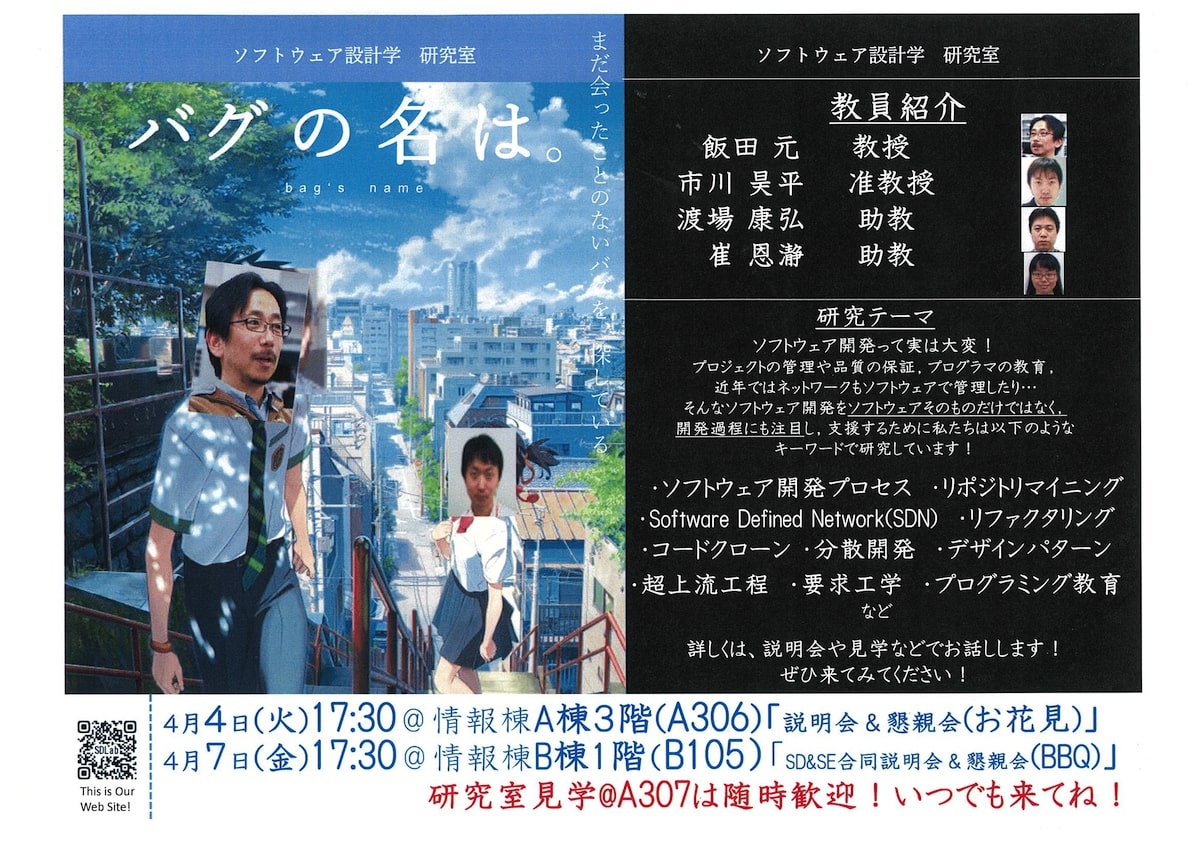 ソフトウェア設計学 研究室
バグの名は。
bag's name
まだ会ったことのないバグを、探している
ソフトウェア設計学 研究室
教員紹介
飯田 元 教授
市川 昊平 准教授
渡場 康弘 助教
崔 恩瀞 助教
研究テーマ
ソフトウェア開発って実は大変！
プロジェクトの管理や品質の保証，プログラマの教育，
近年ではネットワークもソフトウェアで管理したり…
そんなソフトウェア開発をソフトウェアそのものだけではなく，
開発過程にも注目し，支援するために私たちは以下のような
キーワードで研究しています！
・ソフトウェア開発プロセス ・リポジトリマイニング
・Software Defined Network(SDN) ・リファクタリング
・コードクローン ・分散開発 ・デザインパターン
・超上流工程 ・要求工学 ・プログラミング教育
など
詳しくは、説明会や見学などでお話しします！
ぜひ来てみてください！
4月4日(火)17:30@情報棟A棟3階(A306)「説明会＆懇親会(お花見)」
4月7日(金)17:30@情報棟B棟1階(B105)「SD&SE合同説明会＆懇親会(BBQ)」
研究室見学@A307は随時歓迎！いつでも来てね！
SDLab
This is Our
Web Site!